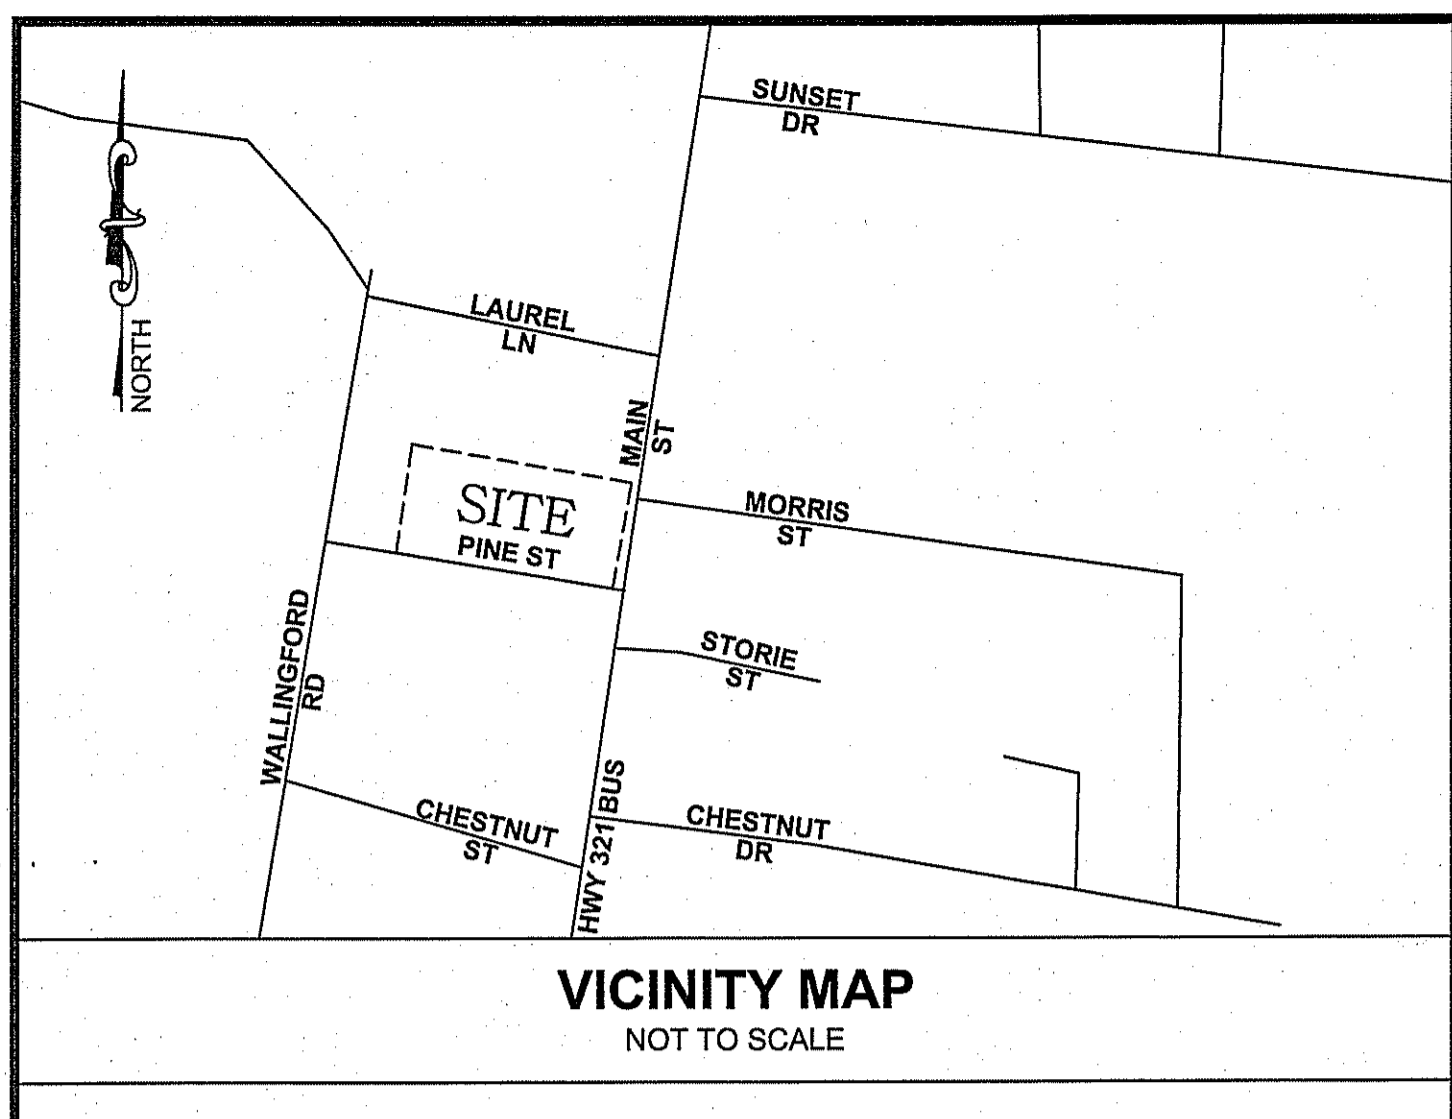 SUNSET
DR
NORTH
LAUREL
LN
MAIN
ST
SITE
PINE ST
MORRIS
ST
WALLINGFORD
RD
STORIE
ST
CHESTNUT
ST
HWY 321 BUS
CHESTNUT
DR
VICINITY MAP
NOT TO SCALE